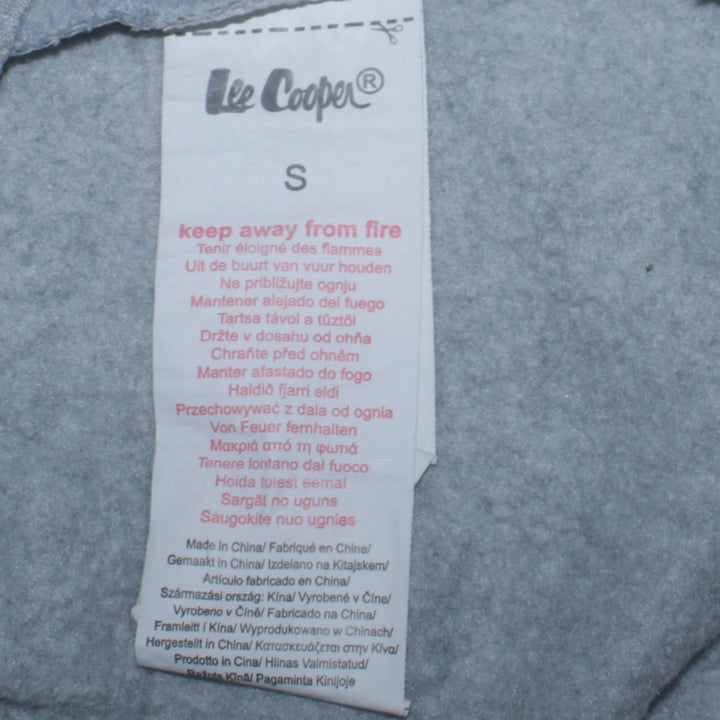 Lee Cooper®
S
keep away from fire
Tenir éloigné des flammes
Uit de buurt van vuur houden
Ne približujte ognju
Mantener alejado del fuego
Tartsa távol a tűztől
Držte v dosahu od ohňa
Chraňte před ohněm
Manter afastado do fogo
Haldið fjarri eldi
Przechowywać z dala od ognia
Von Feuer fernhalten
Μακριά από τη φωτιά
Tenere lontano dal fuoco
Hoida tulest eemal
Sargāt no uguns
Saugokite nuo ugnies
Made in China/ Fabriqué en Chine/
Gemaakt in China/ Izdelano na Kitajskem/
Artículo fabricado en China/
Származási ország: Kína/ Vyrobené v Číne/
Vyrobeno v Číně/ Fabricado na China/
Framleitt í Kína/ Wyprodukowano w Chinach/
Hergestellt in China/ Κατασκευάζεται στην Κίνα/
Prodotto in Cina/ Hiinas Valmistatud/
Ražots Ķīnā/ Pagaminta Kinijoje